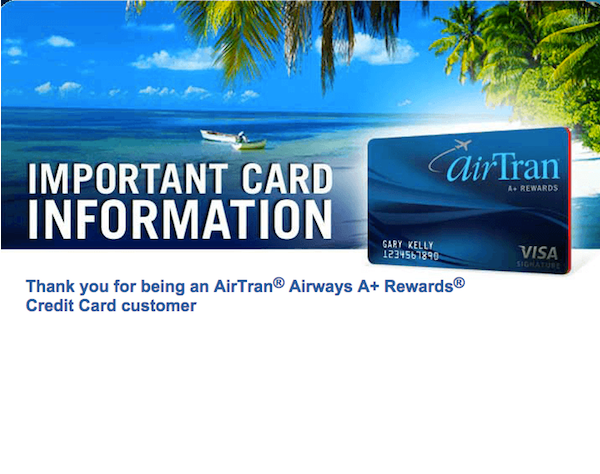 IMPORTANT CARD
INFORMATION
airTran
A+ REWARDS
GARY KELLY
1234567890
VISA
SIGNATURE
Thank you for being an AirTran® Airways A+ Rewards®
Credit Card customer